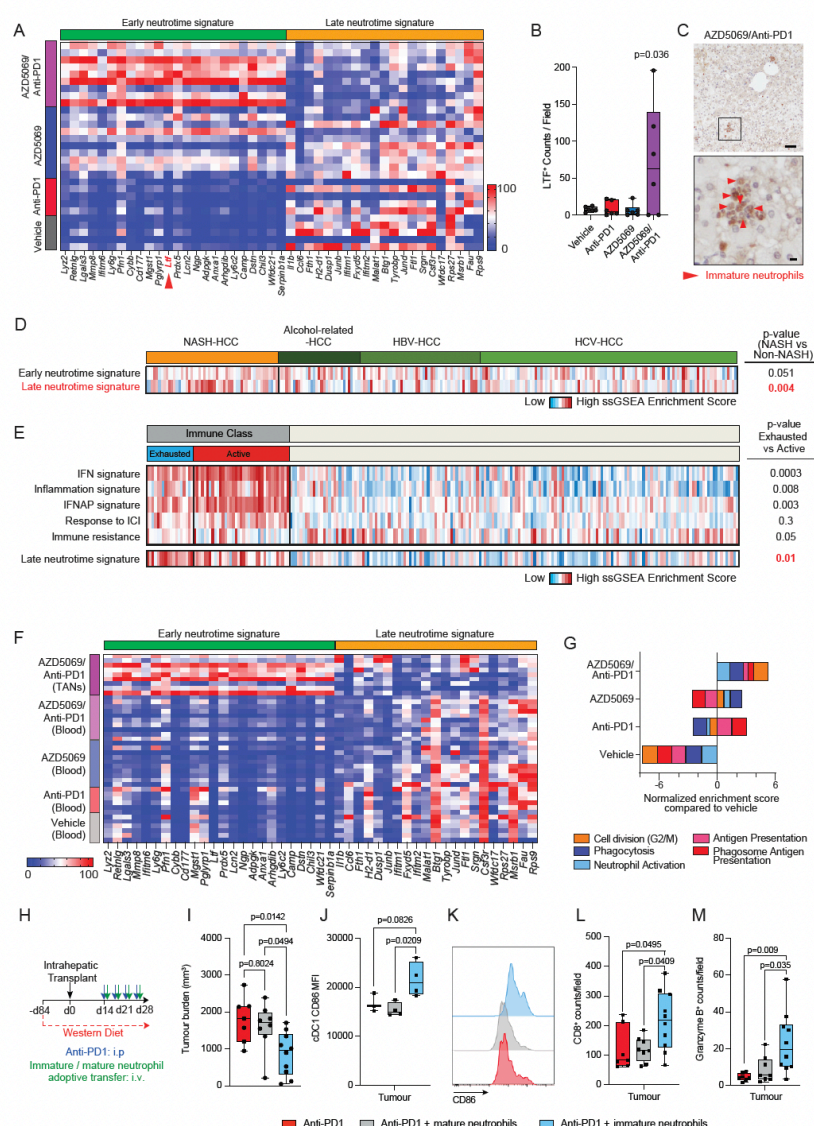 A
Early neutrotime signature
Late neutrotime signature
AZD5069/
Anti-PD1
AZD5069
Anti-PD1
Vehicle
100
0
Lyz2
Retnlg
Lgals3
Mmp8
Ifitm6
Ly6g
Pfn1
Cybb
Cd177
Mgst1
Pglyrp1
Ltf
Prdx5
Lcn2
Ngp
Adpgk
Anxa1
Arhgdib
Ly6c2
Camp
Dstn
Chil3
Wfdc21
Serpinb1a
Il1b
Ccl6
Fth1
H2-d1
Dusp1
Junb
Ifitm1
Fxyd5
Ifitm2
Malat1
Btg1
Tyrobp
Jund
Ftl1
Srgn
Csf3r
Wfdc17
Rps27
Msrb1
Fau
Rps9
B
p=0.036
LTF⁺ Counts / Field
200
150
100
50
0
Vehicle
Anti-PD1
AZD5069
AZD5069/
Anti-PD1
C
AZD5069/Anti-PD1
Immature neutrophils
D
NASH-HCC
Alcohol-related
-HCC
HBV-HCC
HCV-HCC
p-value
(NASH vs
Non-NASH)
Early neutrotime signature
0.051
Late neutrotime signature
0.004
Low
High ssGSEA Enrichment Score
E
Immune Class
Exhausted
Active
p-value
Exhausted
vs Active
IFN signature
0.0003
Inflammation signature
0.008
IFNAP signature
0.003
Response to ICI
0.3
Immune resistance
0.05
Late neutrotime signature
0.01
Low
High ssGSEA Enrichment Score
F
Early neutrotime signature
Late neutrotime signature
AZD5069/
Anti-PD1
(TANs)
AZD5069/
Anti-PD1
(Blood)
AZD5069
(Blood)
Anti-PD1
(Blood)
Vehicle
(Blood)
0
100
Lyz2
Retnlg
Lgals3
Mmp8
Ifitm6
Ly6g
Pfn1
Cybb
Cd177
Mgst1
Pglyrp1
Ltf
Prdx5
Lcn2
Ngp
Adpgk
Anxa1
Arhgdib
Ly6c2
Camp
Dstn
Chil3
Wfdc21
Serpinb1a
Il1b
Ccl6
Fth1
H2-d1
Dusp1
Junb
Ifitm1
Fxyd5
Ifitm2
Malat1
Btg1
Tyrobp
Jund
Ftl1
Srgn
Csf3r
Wfdc17
Rps27
Msrb1
Fau
Rps9
G
AZD5069/
Anti-PD1
AZD5069
Anti-PD1
Vehicle
-6
0
6
Normalized enrichment score
compared to vehicle
Cell division (G2/M)
Phagocytosis
Neutrophil Activation
Antigen Presentation
Phagosome Antigen
Presentation
H
Intrahepatic
Transplant
-d84
d0
d14
d21
d28
Western Diet
Anti-PD1: i.p
Immature / mature neutrophil
adoptive transfer: i.v.
I
p=0.0142
p=0.0494
p=0.8024
Tumour burden (mm³)
4000
3000
2000
1000
0
J
p=0.0826
p=0.0209
cDC1 CD86 MFI
30000
20000
10000
0
Tumour
K
CD86
L
p=0.0495
p=0.0409
CD8⁺ counts/field
500
400
300
200
100
0
Tumour
M
p=0.009
p=0.035
Granzyme B⁺ counts/field
80
60
40
20
0
Tumour
Anti-PD1
Anti-PD1 + mature neutrophils
Anti-PD1 + immature neutrophils